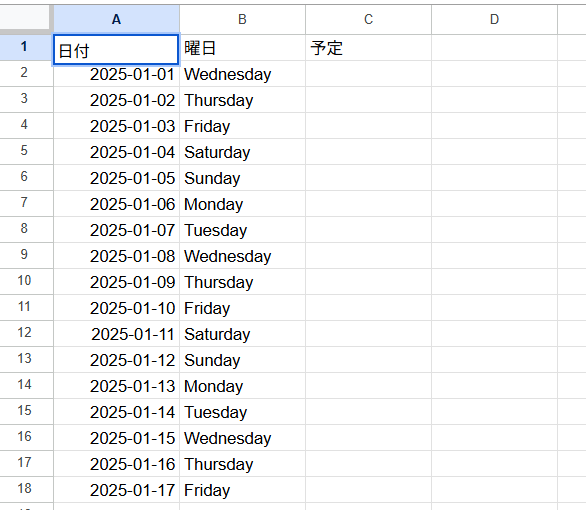 A B C D
1 日付 曜日 予定
2 2025-01-01 Wednesday
3 2025-01-02 Thursday
4 2025-01-03 Friday
5 2025-01-04 Saturday
6 2025-01-05 Sunday
7 2025-01-06 Monday
8 2025-01-07 Tuesday
9 2025-01-08 Wednesday
10 2025-01-09 Thursday
11 2025-01-10 Friday
12 2025-01-11 Saturday
13 2025-01-12 Sunday
14 2025-01-13 Monday
15 2025-01-14 Tuesday
16 2025-01-15 Wednesday
17 2025-01-16 Thursday
18 2025-01-17 Friday